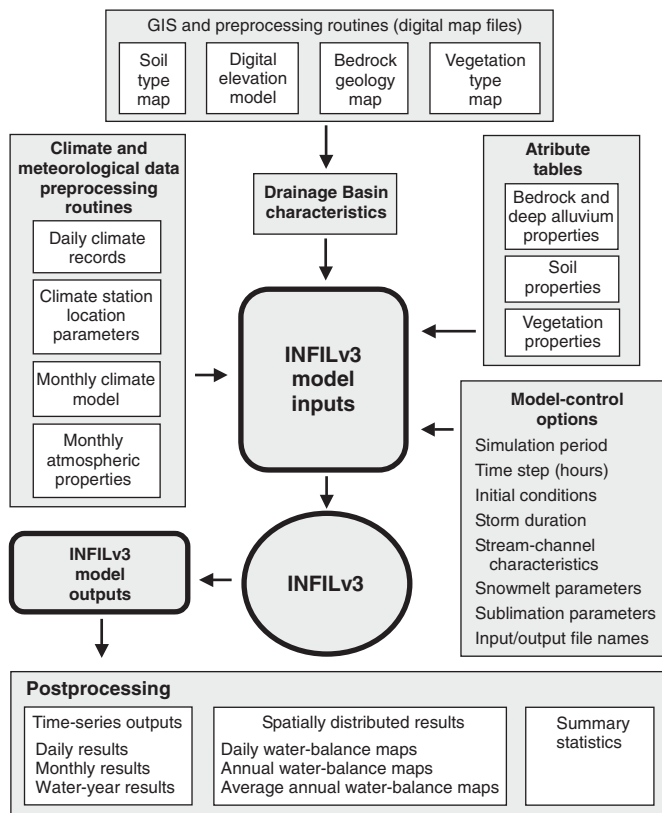 GIS and preprocessing routines (digital map files)
Soil
type
map
Digital
elevation
model
Bedrock
geology
map
Vegetation
type
map
Climate and
meteorological data
preprocessing
routines
Daily climate
records
Climate station
location
parameters
Monthly climate
model
Monthly
atmospheric
properties
Drainage Basin
characteristics
Atribute
tables
Bedrock and
deep alluvium
properties
Soil
properties
Vegetation
properties
INFILv3
model
inputs
Model-control
options
Simulation period
Time step (hours)
Initial conditions
Storm duration
Stream-channel
characteristics
Snowmelt parameters
Sublimation parameters
Input/output file names
INFILv3
INFILv3
model
outputs
Postprocessing
Time-series outputs
Daily results
Monthly results
Water-year results
Spatially distributed results
Daily water-balance maps
Annual water-balance maps
Average annual water-balance maps
Summary
statistics